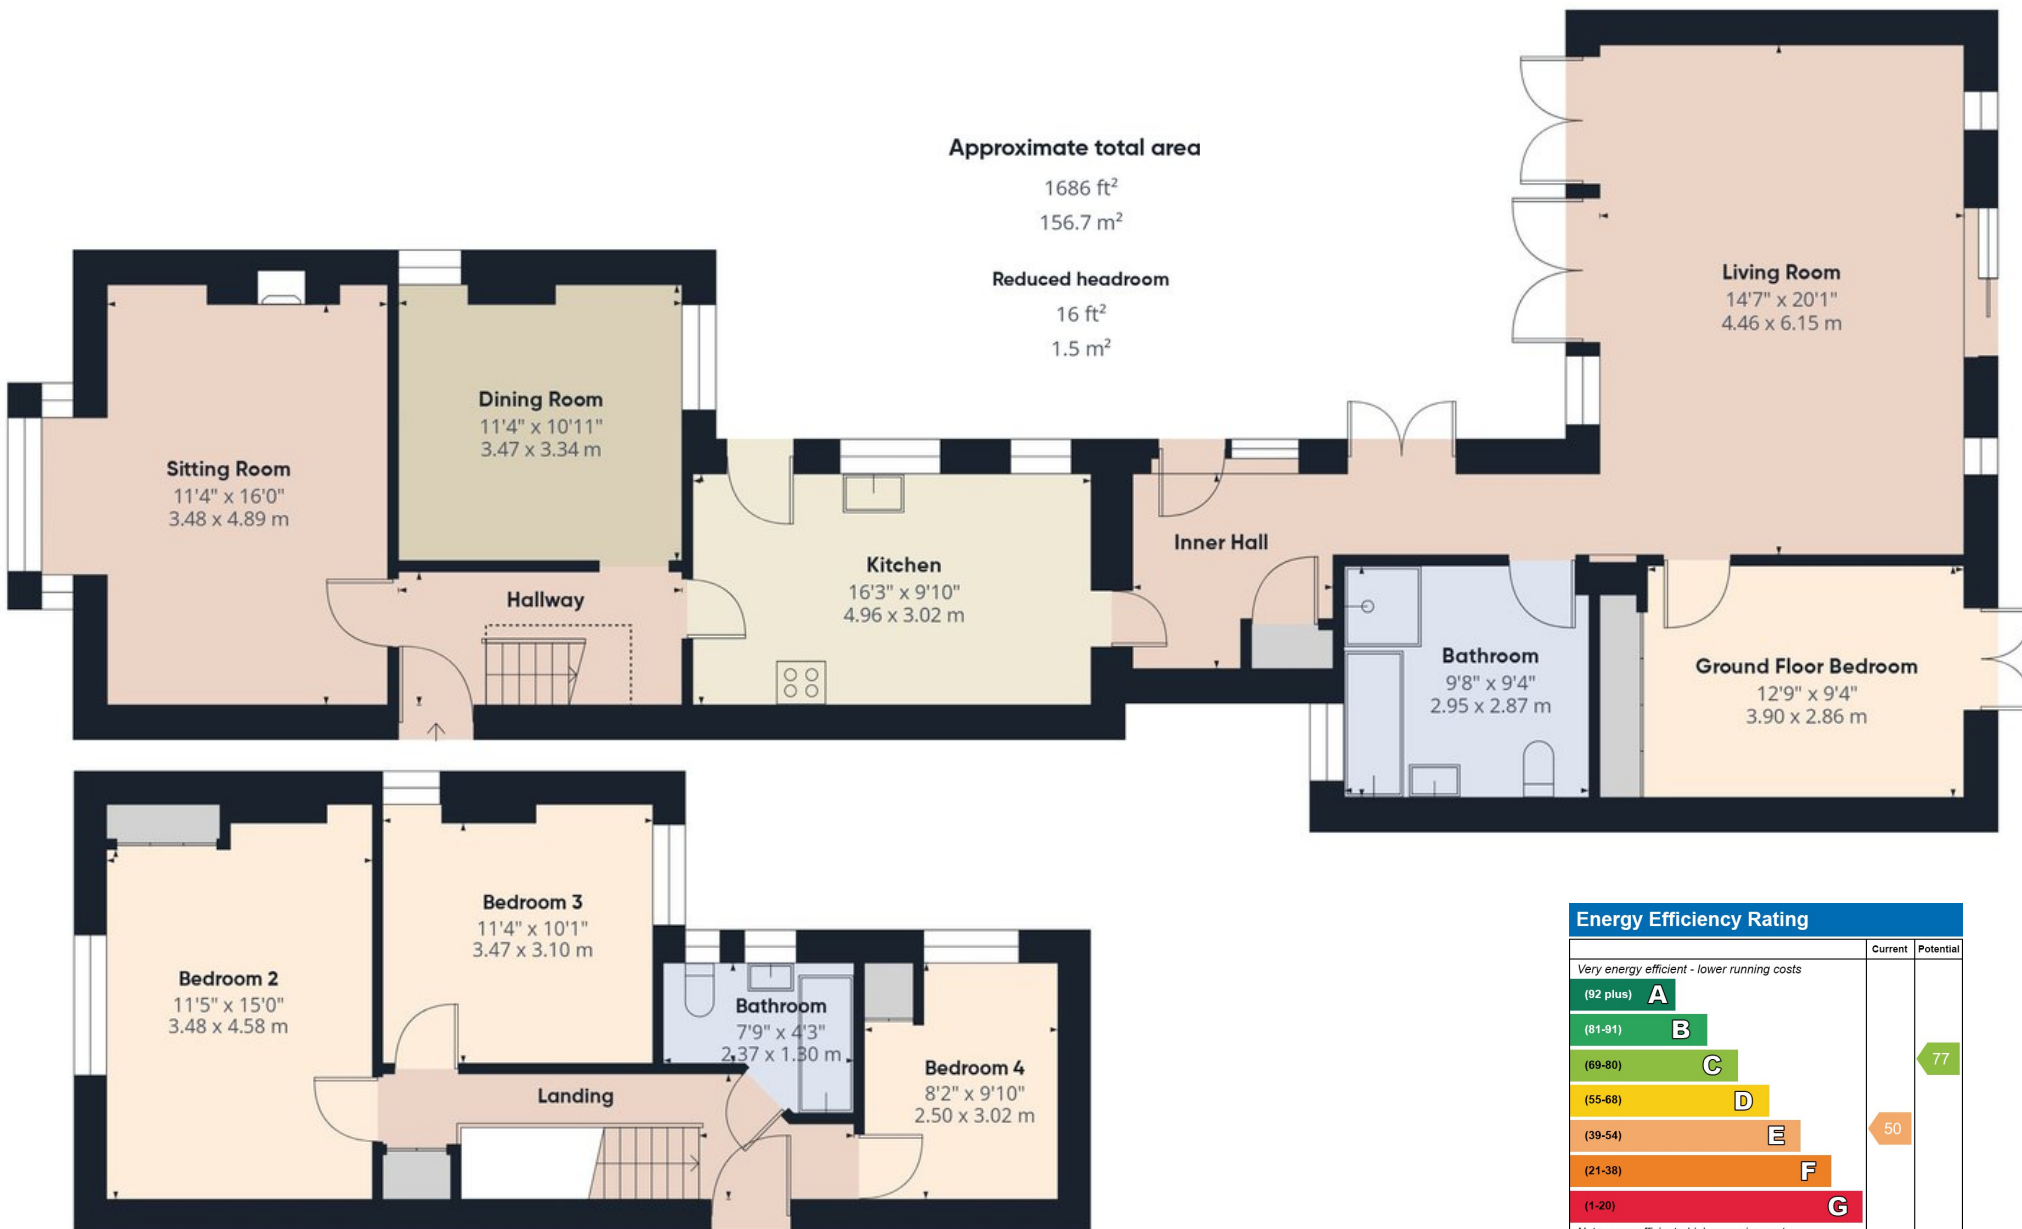 Approximate total area
1686 ft²
156.7 m²
Reduced headroom
16 ft²
1.5 m²
Living Room
14'7" x 20'1"
4.46 x 6.15 m
Dining Room
11'4" x 10'11"
3.47 x 3.34 m
Sitting Room
11'4" x 16'0"
3.48 x 4.89 m
Hallway
Kitchen
16'3" x 9'10"
4.96 x 3.02 m
Inner Hall
Bathroom
9'8" x 9'4"
2.95 x 2.87 m
Ground Floor Bedroom
12'9" x 9'4"
3.90 x 2.86 m
Bedroom 2
11'5" x 15'0"
3.48 x 4.58 m
Bedroom 3
11'4" x 10'1"
3.47 x 3.10 m
Bathroom
7'9" x 4'3"
2.37 x 1.30 m
Bedroom 4
8'2" x 9'10"
2.50 x 3.02 m
Landing
Energy Efficiency Rating
Current Potential
Very energy efficient - lower running costs
(92 plus) A
(81-91) B
(69-80) C
77
(55-68) D
(39-54) E
50
(21-38) F
(1-20) G